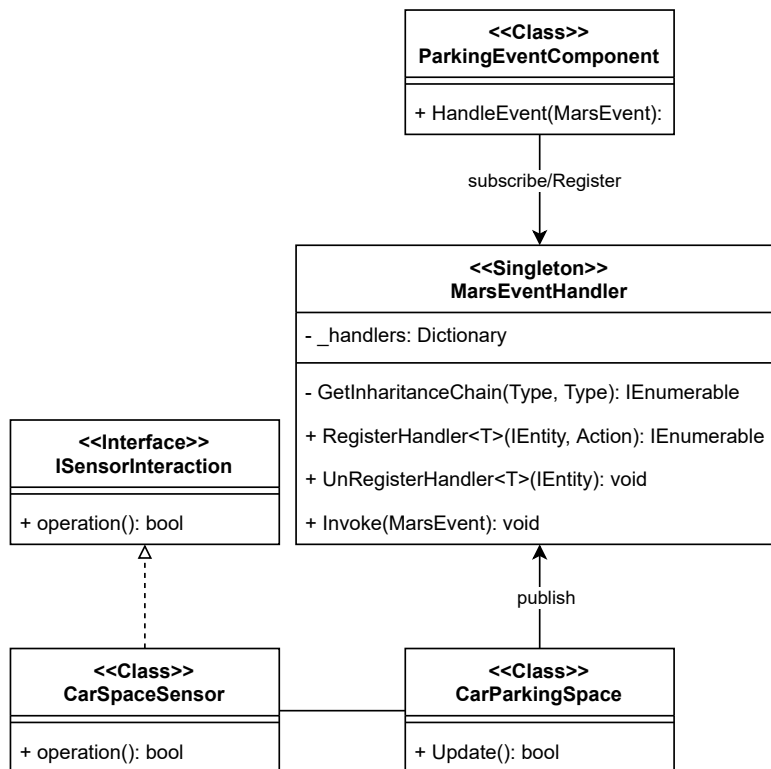 <<Class>>
ParkingEventComponent
+ HandleEvent(MarsEvent):
subscribe/Register
<<Singleton>>
MarsEventHandler
- _handlers: Dictionary
- GetInharitanceChain(Type, Type): IEnumerable
+ RegisterHandler<T>(IEntity, Action): IEnumerable
+ UnRegisterHandler<T>(IEntity): void
+ Invoke(MarsEvent): void
<<Interface>>
ISensorInteraction
+ operation(): bool
publish
<<Class>>
CarSpaceSensor
+ operation(): bool
<<Class>>
CarParkingSpace
+ Update(): bool